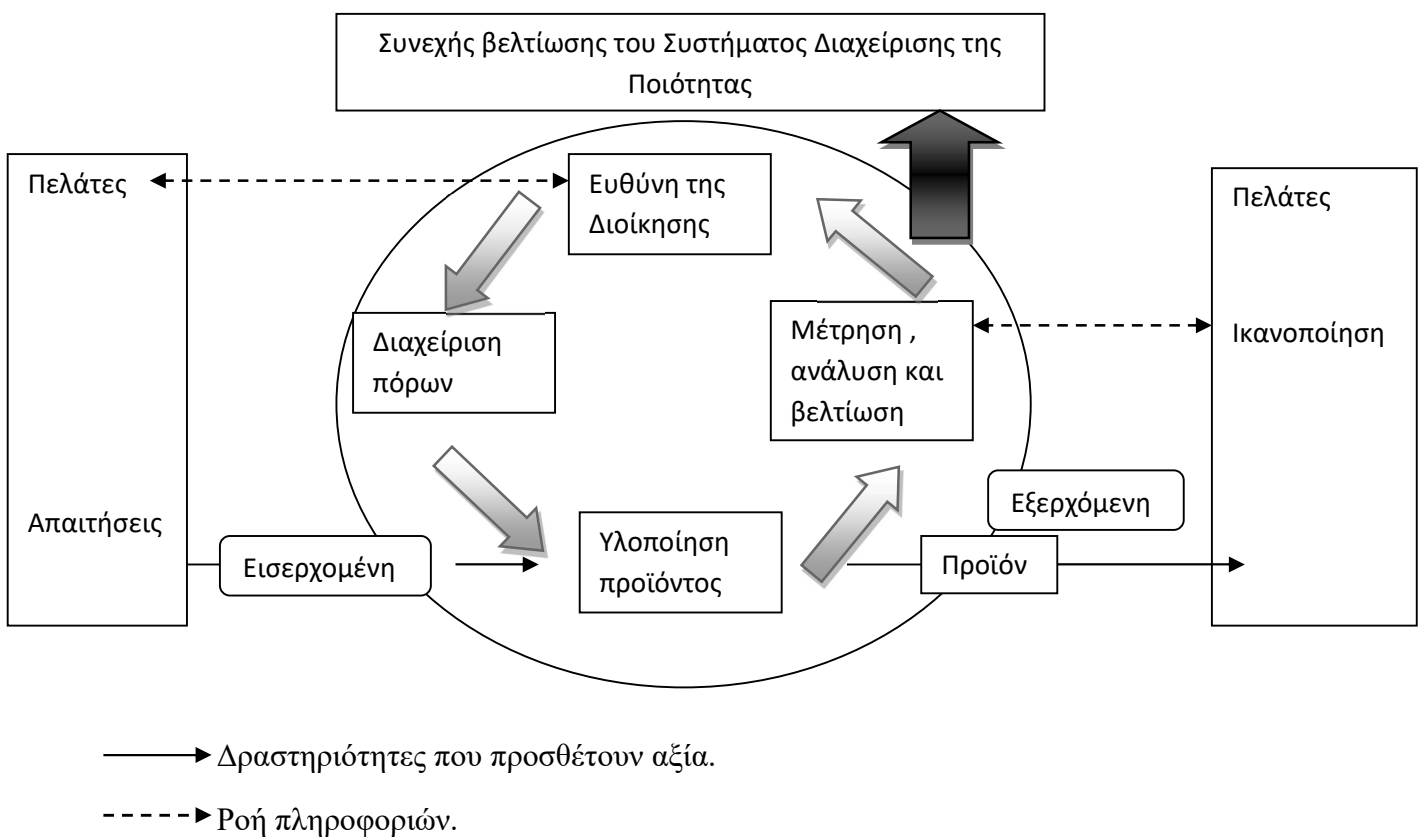 Συνεχής βελτίωσης του Συστήματος Διαχείρισης της
Ποιότητας
Πελάτες
Απαιτήσεις
Ευθύνη της
Διοίκησης
Διαχείριση
πόρων
Μέτρηση ,
ανάλυση και
βελτίωση
Υλοποίηση
προϊόντος
Εισερχομένη
Εξερχόμενη
Προϊόν
Πελάτες
Ικανοποίηση
Δραστηριότητες που προσθέτουν αξία.
Ροή πληροφοριών.